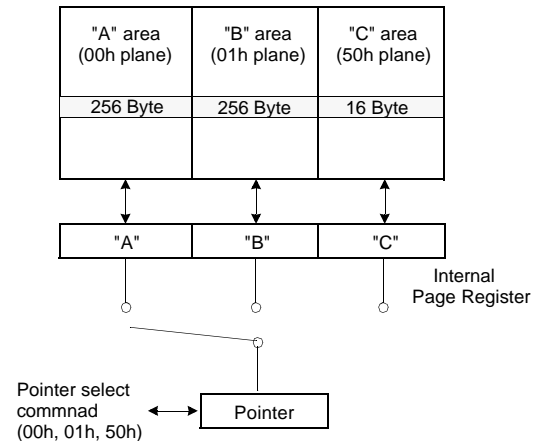 "A" area
(00h plane)
"B" area
(01h plane)
"C" area
(50h plane)
256 Byte
256 Byte
16 Byte
"A"
"B"
"C"
Internal
Page Register
Pointer select
commnad
(00h, 01h, 50h)
Pointer